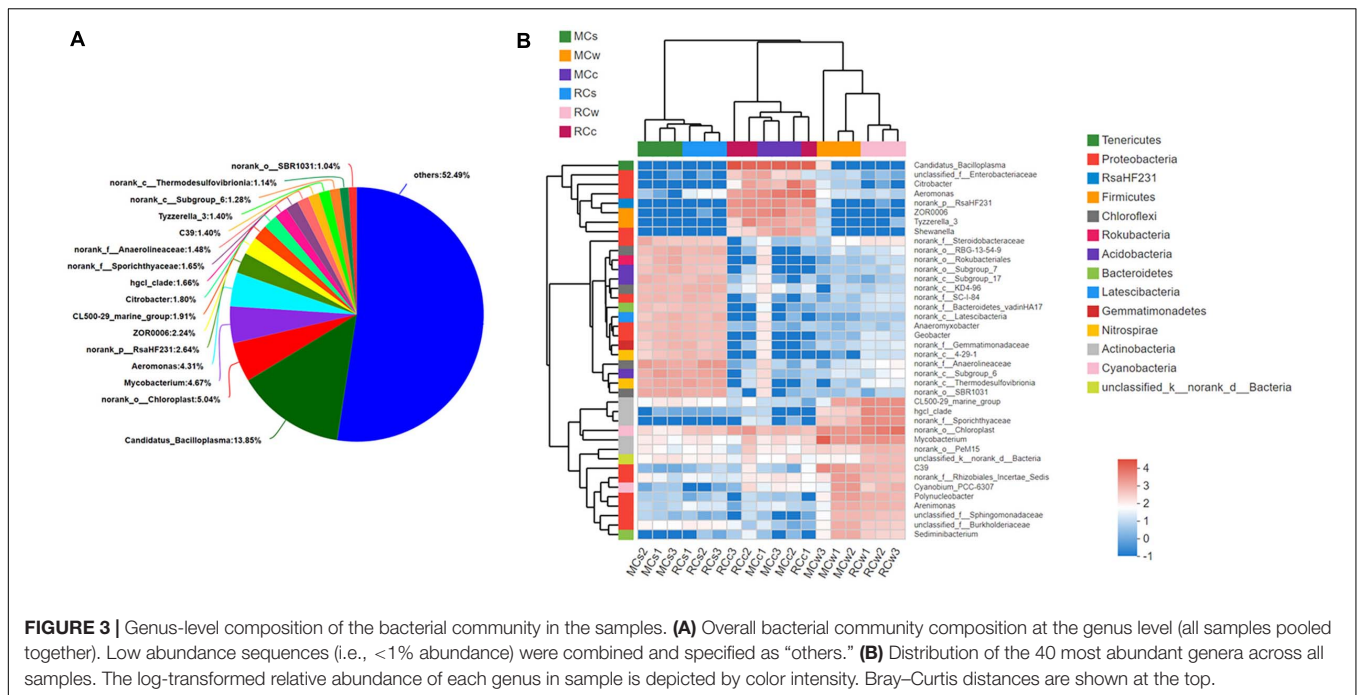 A
norank_o__SBR1031:1.04%
norank_c__Thermodesulfovibrionia:1.14%
norank_c__Subgroup_6:1.28%
Tyzzerella_3:1.40%
C39:1.40%
norank_f__Anaerolineaceae:1.48%
norank_f__Sporichthyaceae:1.65%
hgcl_clade:1.66%
Citrobacter:1.80%
CL500-29_marine_group:1.91%
ZOR0006:2.24%
norank_p__RsaHF231:2.64%
Aeromonas:4.31%
Mycobacterium:4.67%
norank_o__Chloroplast:5.04%
Candidatus_Bacilloplasma:13.85%
others:52.49%
B
MCs
MCw
MCc
RCs
RCw
RCc
Candidatus_Bacilloplasma
unclassified_f__Enterobacteriaceae
Citrobacter
Aeromonas
norank_p__RsaHF231
ZOR0006
Tyzzerella_3
Shewanella
norank_f__Steroidobacteraceae
norank_o__RBG-13-54-9
norank_o__Rokubacteriales
norank_o__Subgroup_7
norank_c__Subgroup_17
norank_c__KD4-96
norank_f__SC-I-84
norank_f__Bacteroidetes_vadinHA17
norank_c__Latescibacteria
Anaeromyxobacter
Geobacter
norank_f__Gemmatimonadaceae
norank_c__4-29-1
norank_f__Anaerolineaceae
norank_c__Subgroup_6
norank_c__Thermodesulfovibrionia
norank_o__SBR1031
CL500-29_marine_group
hgcl_clade
norank_f__Sporichthyaceae
norank_o__Chloroplast
Mycobacterium
norank_o__PeM15
unclassified_k__norank_d__Bacteria
C39
norank_f__Rhizobiales_Incertae_Sedis
Cyanobium_PCC-6307
Polynucleobacter
Arenimonas
unclassified_f__Sphingomonadaceae
unclassified_f__Burkholderiaceae
Sediminibacterium
MCs2
MCs1
MCs3
RCs1
RCs2
RCs3
RCc3
RCc2
MCc1
MCc3
MCc2
RCc1
MCw3
MCw1
MCw2
RCw1
RCw2
RCw3
Tenericutes
Proteobacteria
RsaHF231
Firmicutes
Chloroflexi
Rokubacteria
Acidobacteria
Bacteroidetes
Latescibacteria
Gemmatimonadetes
Nitrospirae
Actinobacteria
Cyanobacteria
unclassified_k__norank_d__Bacteria
4
3
2
1
0
-1
FIGURE 3 | Genus-level composition of the bacterial community in the samples. (A) Overall bacterial community composition at the genus level (all samples pooled
together). Low abundance sequences (i.e., <1% abundance) were combined and specified as “others.” (B) Distribution of the 40 most abundant genera across all
samples. The log-transformed relative abundance of each genus in sample is depicted by color intensity. Bray–Curtis distances are shown at the top.